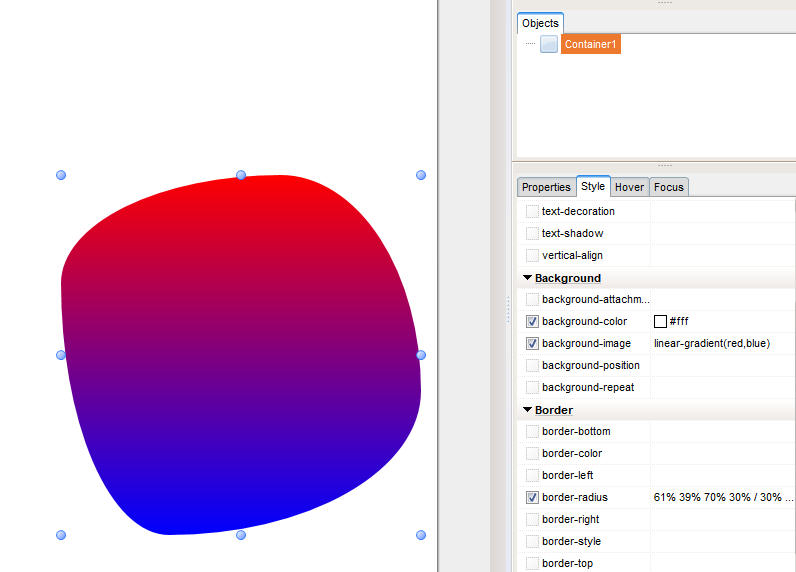 Objects
Container1
Properties Style Hover Focus
text-decoration
text-shadow
vertical-align
Background
background-attachm...
background-color #fff
background-image linear-gradient(red,blue)
background-position
background-repeat
Border
border-bottom
border-color
border-left
border-radius 61% 39% 70% 30% / 30% ...
border-right
border-style
border-top